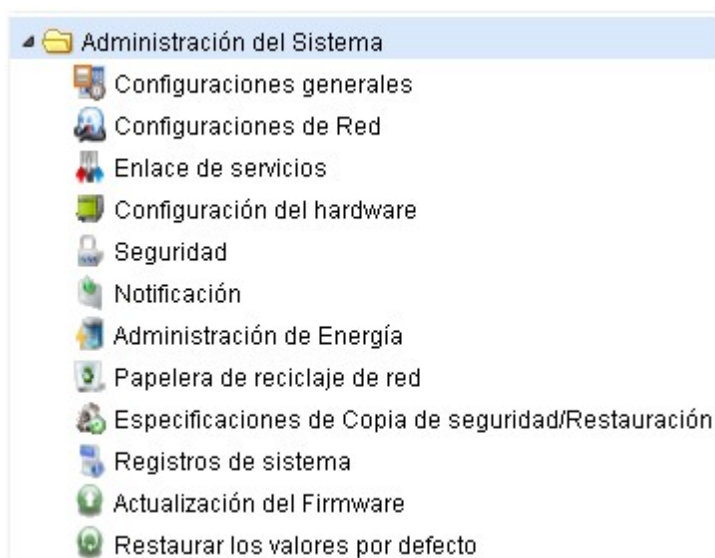 Administración del Sistema
Configuraciones generales
Configuraciones de Red
Enlace de servicios
Configuración del hardware
Seguridad
Notificación
Administración de Energía
Papelera de reciclaje de red
Especificaciones de Copia de seguridad/Restauración
Registros de sistema
Actualización del Firmware
Restaurar los valores por defecto